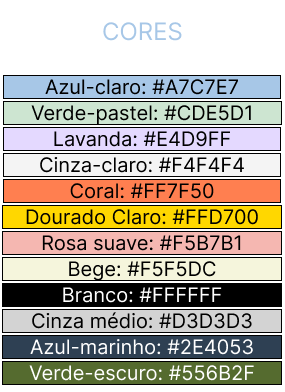 CORES
Azul-claro: #A7C7E7
Verde-pastel: #CDE5D1
Lavanda: #E4D9FF
Cinza-claro: #F4F4F4
Coral: #FF7F50
Dourado Claro: #FFD700
Rosa suave: #F5B7B1
Bege: #F5F5DC
Branco: #FFFFFF
Cinza médio: #D3D3D3
Azul-marinho: #2E4053
Verde-escuro: #556B2F